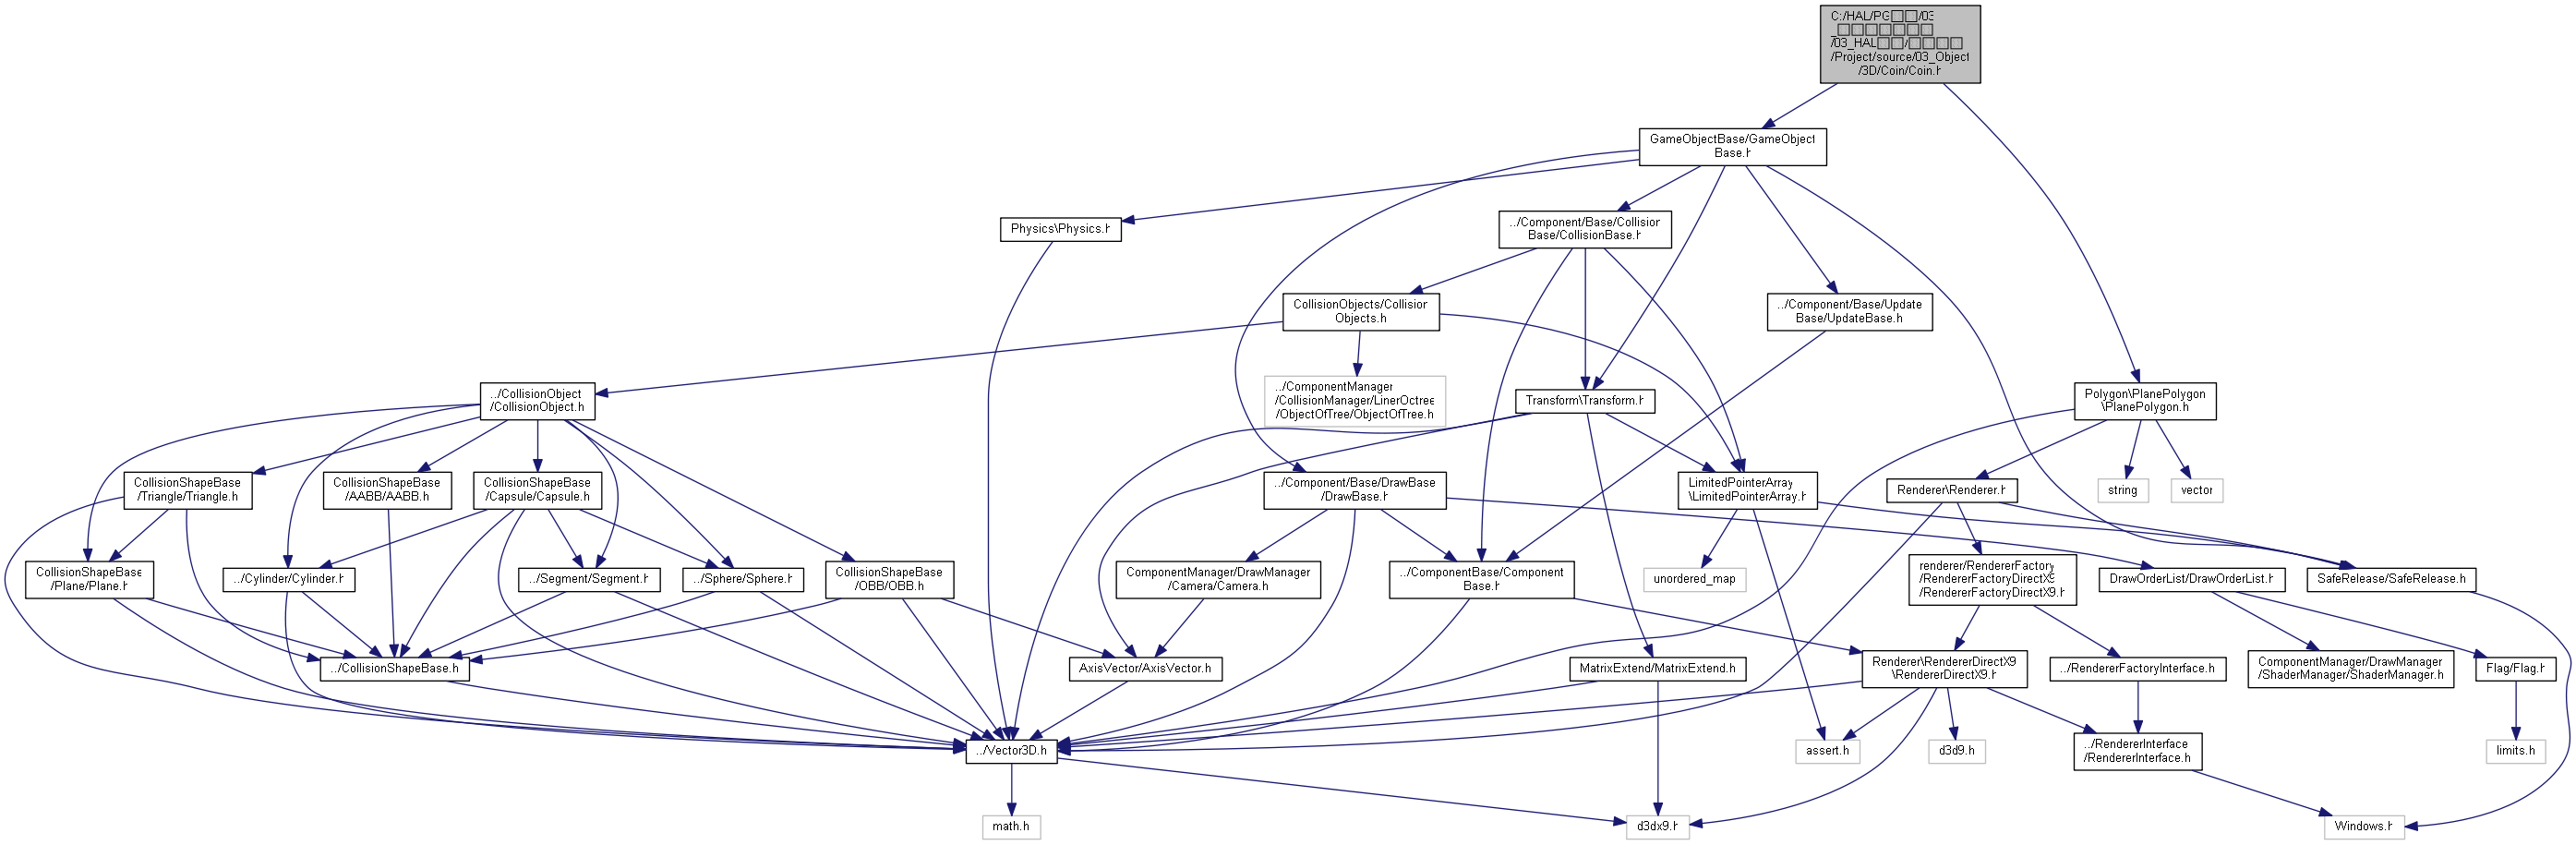 C:/HAL/PG□□/03
_□□□□□□□
/03_HAL□□/□□□□
/Project/source/03_Object
/3D/Coin/Coin.h
GameObjectBase/GameObject
Base.h
Physics\Physics.h
../Component/Base/Collision
Base/CollisionBase.h
CollisionObjects/Collision
Objects.h
../Component/Base/Update
Base/UpdateBase.h
../ComponentManager
/CollisionManager/LinerOctree
/ObjectOfTree/ObjectOfTree.h
../CollisionObject
/CollisionObject.h
Transform\Transform.h
Polygon\PlanePolygon
\PlanePolygon.h
CollisionShapeBase
/Triangle/Triangle.h
CollisionShapeBase
/AABB/AABB.h
CollisionShapeBase
/Capsule/Capsule.h
../Component/Base/DrawBase
/DrawBase.h
LimitedPointerArray
\LimitedPointerArray.h
Renderer\Renderer.h
string
vector
CollisionShapeBase
/Plane/Plane.h
../Cylinder/Cylinder.h
../Segment/Segment.h
../Sphere/Sphere.h
CollisionShapeBase
/OBB/OBB.h
ComponentManager/DrawManager
/Camera/Camera.h
../ComponentBase/Component
Base.h
unordered_map
renderer/RendererFactory
/RendererFactoryDirectX9
/RendererFactoryDirectX9.h
DrawOrderList/DrawOrderList.h
SafeRelease/SafeRelease.h
../CollisionShapeBase.h
AxisVector/AxisVector.h
MatrixExtend/MatrixExtend.h
Renderer\RendererDirectX9
\RendererDirectX9.h
../RendererFactoryInterface.h
ComponentManager/DrawManager
/ShaderManager/ShaderManager.h
Flag/Flag.h
../Vector3D.h
assert.h
d3d9.h
../RendererInterface
/RendererInterface.h
limits.h
math.h
d3dx9.h
Windows.h